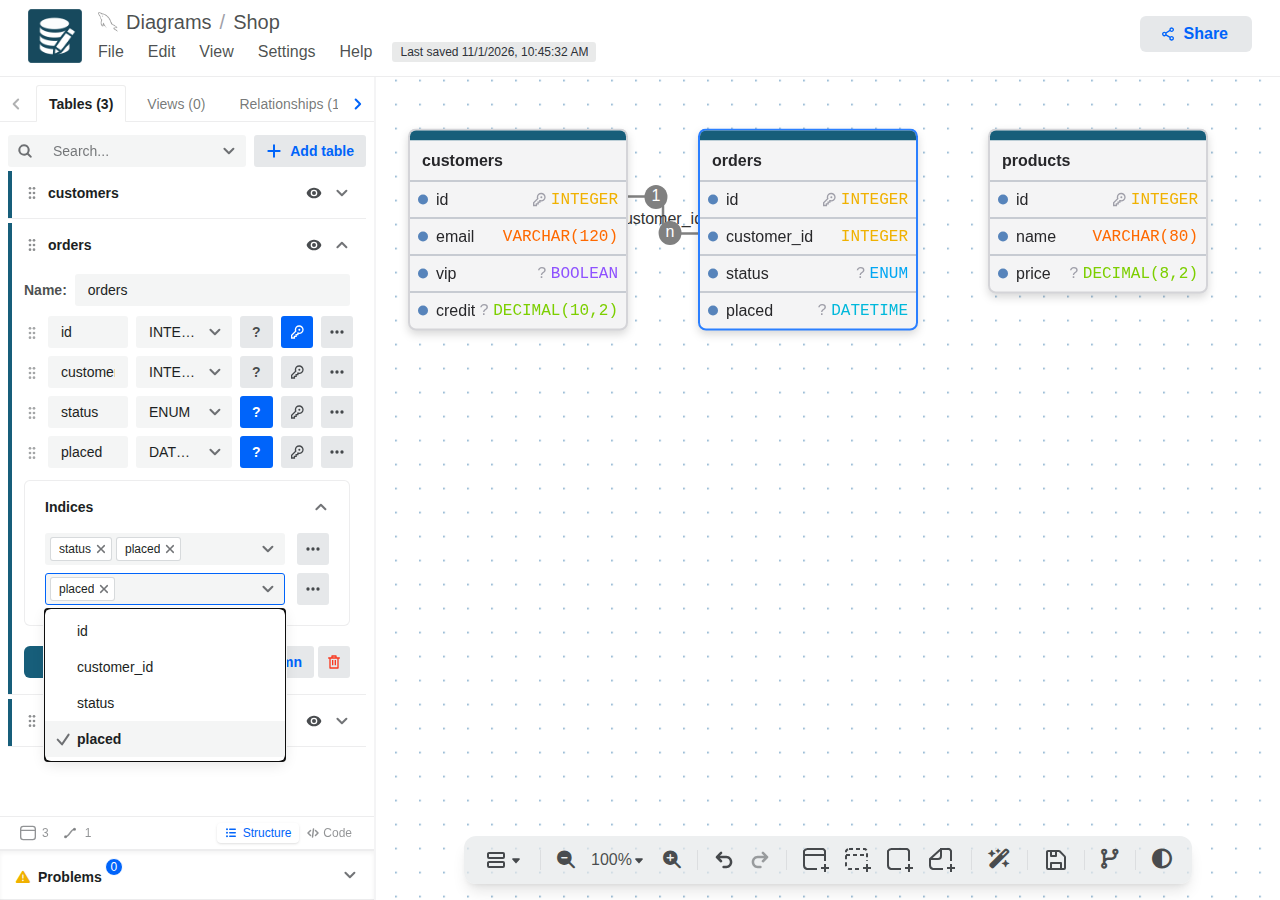 Diagrams / Shop
File Edit View Settings Help Last saved 11/1/2026, 10:45:32 AM
Share
Tables (3) Views (0) Relationships (1
Search... Add table
customers
orders
Name: orders
id INTE… ?
custome INTE… ?
status ENUM ?
placed DAT… ?
Indices
status placed
placed
id
customer_id
status
placed
3 1 Structure Code
Problems 0
customers
id INTEGER
email VARCHAR(120)
vip ? BOOLEAN
credit ? DECIMAL(10,2)
1
n
orders
id INTEGER
customer_id INTEGER
status ? ENUM
placed ? DATETIME
products
id INTEGER
name VARCHAR(80)
price ? DECIMAL(8,2)
100%